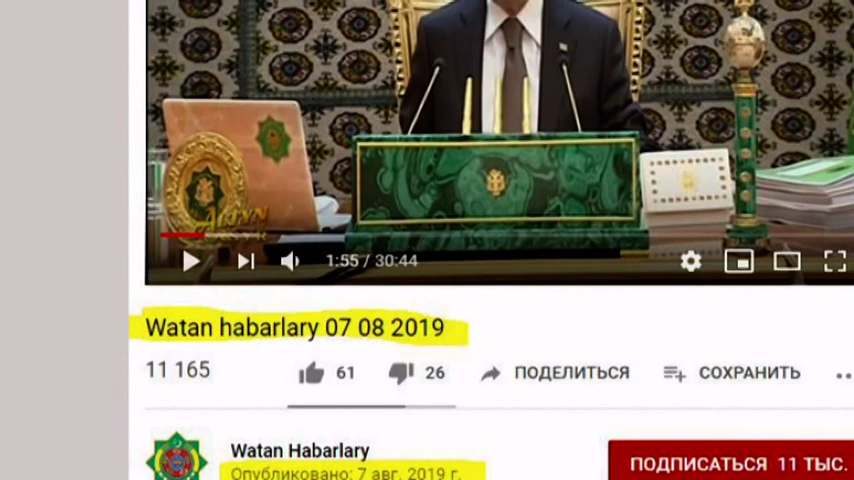 ALTYN
1:55 / 30:44
Watan habarlary 07 08 2019
11 165 61 26 ПОДЕЛИТЬСЯ СОХРАНИТЬ
Watan Habarlary
Опубликовано: 7 авг. 2019 г.
ПОДПИСАТЬСЯ 11 ТЫС.